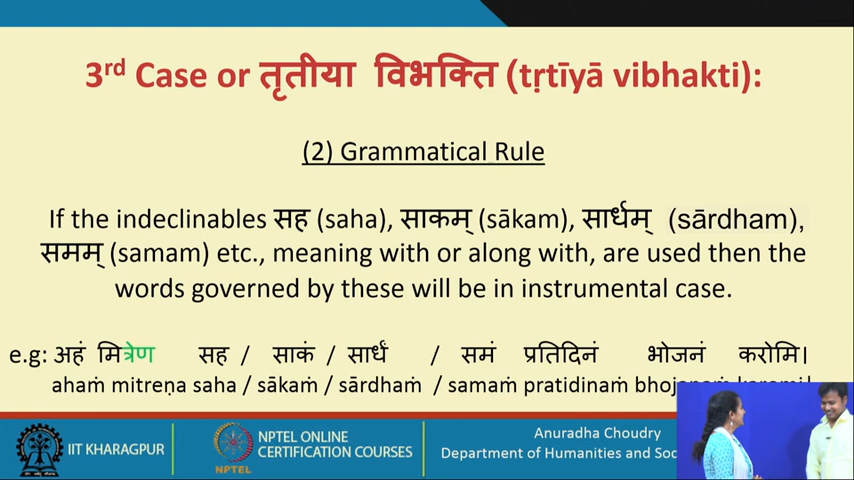 3rd Case or तृतीया विभक्ति (tṛtīyā vibhakti):
(2) Grammatical Rule
If the indeclinables सह (saha), साकम् (sākam), सार्धम् (sārdham),
समम् (samam) etc., meaning with or along with, are used then the
words governed by these will be in instrumental case.
e.g: अहं मित्रेण सह / साकं / सार्धं / समं प्रतिदिनं भोजनं करोमि।
ahaṁ mitreṇa saha / sākaṁ / sārdhaṁ / samaṁ pratidinaṁ
IIT KHARAGPUR
NPTEL
NPTEL ONLINE
CERTIFICATION COURSES
Anuradha Choudry
Department of Humanities and